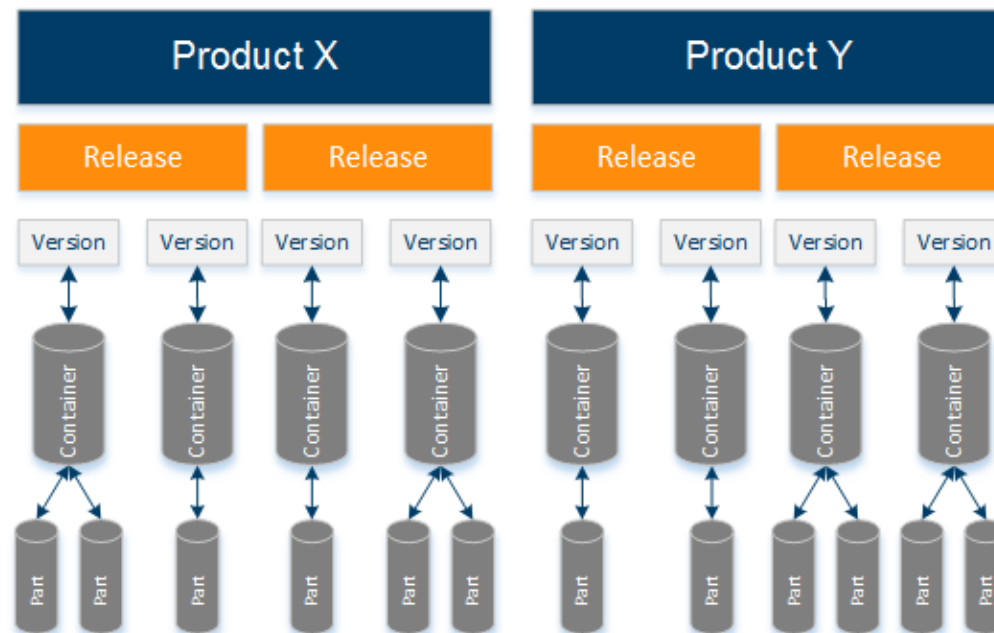 Product X
Product Y
Release
Release
Release
Release
Version
Version
Version
Version
Version
Version
Version
Version
Container
Container
Container
Container
Container
Container
Container
Container
Part
Part
Part
Part
Part
Part
Part
Part
Part
Part
Part
Part